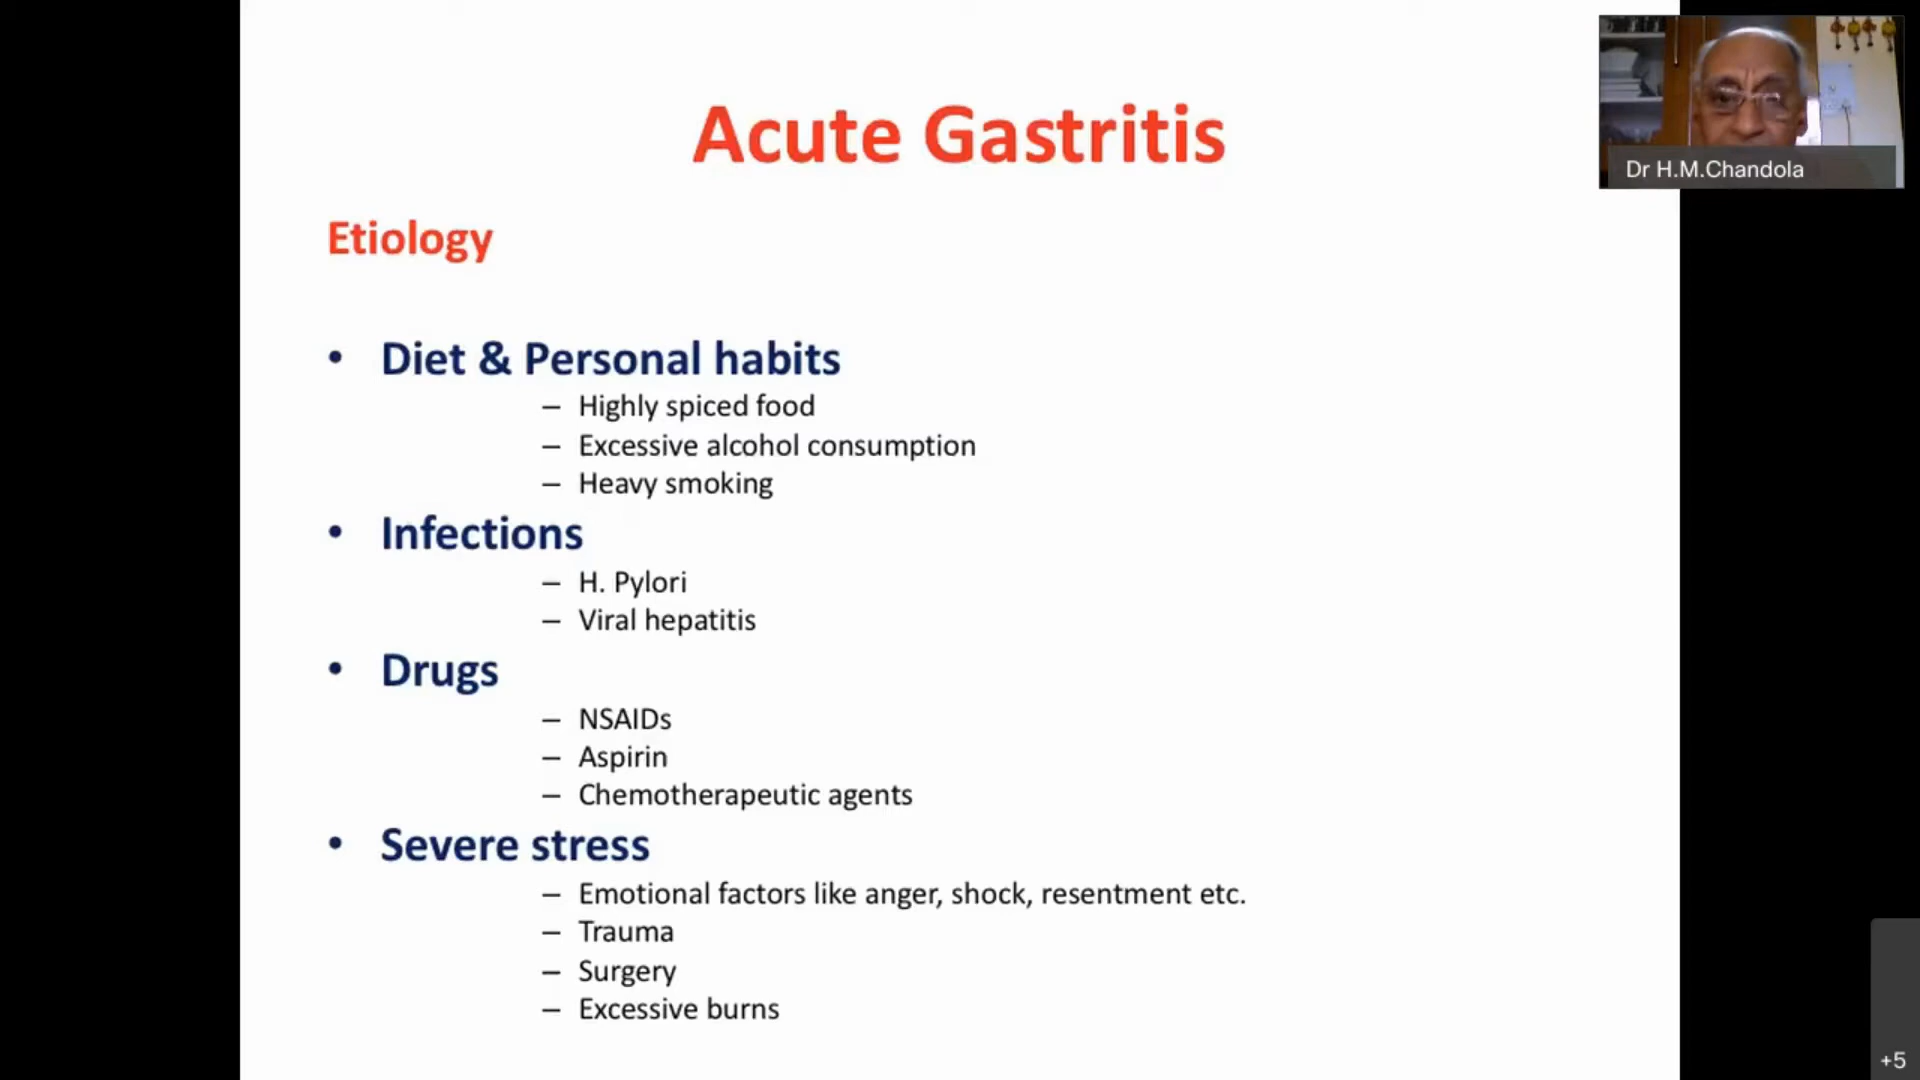 Acute Gastritis
Dr H.M.Chandola
Etiology
• Diet & Personal habits
– Highly spiced food
– Excessive alcohol consumption
– Heavy smoking
• Infections
– H. Pylori
– Viral hepatitis
• Drugs
– NSAIDs
– Aspirin
– Chemotherapeutic agents
• Severe stress
– Emotional factors like anger, shock, resentment etc.
– Trauma
– Surgery
– Excessive burns
+5